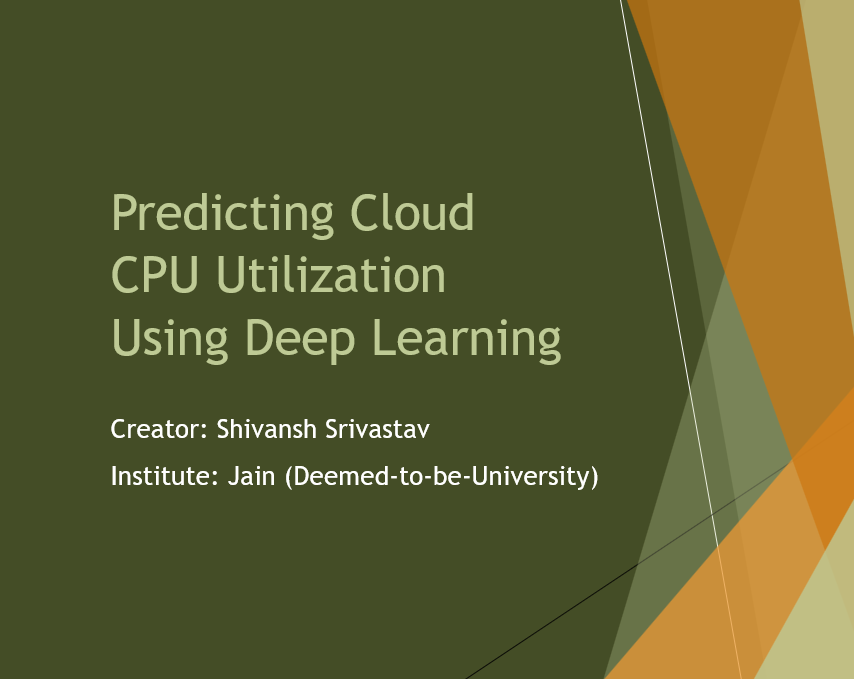 Predicting Cloud
CPU Utilization
Using Deep Learning
Creator: Shivansh Srivastav
Institute: Jain (Deemed-to-be-University)